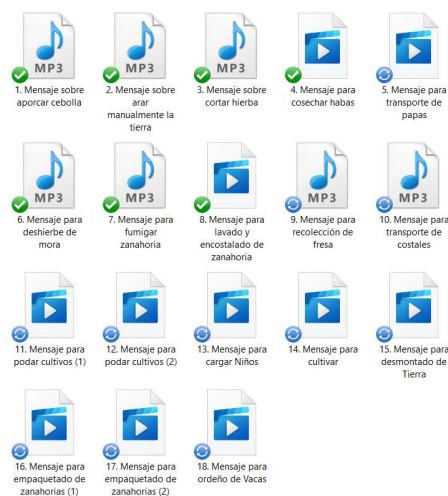 MP3
MP3
MP3
1. Mensaje sobre
aporcar cebolla
2. Mensaje sobre
arar
manualmente la
tierra
3. Mensaje sobre
cortar hierba
4. Mensaje para
cosechar habas
5. Mensaje para
transporte de
papas
MP3
MP3
MP3
MP3
6. Mensaje para
deshierbe de
mora
7. Mensaje para
fumigar
zanahoria
8. Mensaje para
lavado y
encostalado de
zanahoria
9. Mensaje para
recolección de
fresa
10. Mensaje para
transporte de
costales
11. Mensaje para
podar cultivos (1)
12. Mensaje para
podar cultivos (2)
13. Mensaje para
cargar Niños
14. Mensaje para
cultivar
15. Mensaje para
desmontado de
Tierra
16. Mensaje para
empaquetado de
zanahorias (1)
17. Mensaje para
empaquetado de
zanahorias (2)
18. Mensaje para
ordeño de Vacas